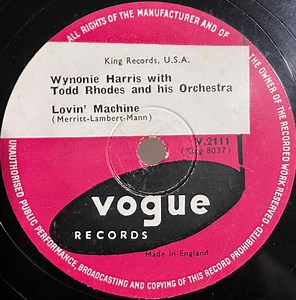 ALL RIGHTS OF THE MANUFACTURER AND OF
THE OWNER OF THE RECORDED WORK RESERVED
UNAUTHORISED PUBLIC PERFORMANCE, BROADCASTING AND COPYING OF THIS RECORD PROHIBITED
King Records, U.S.A.
Wynonie Harris with
Todd Rhodes and his Orchestra
Lovin' Machine
(Merritt-Lambert-Mann)
V.2111
(King 8037)
vogue
RECORDS
Made in England